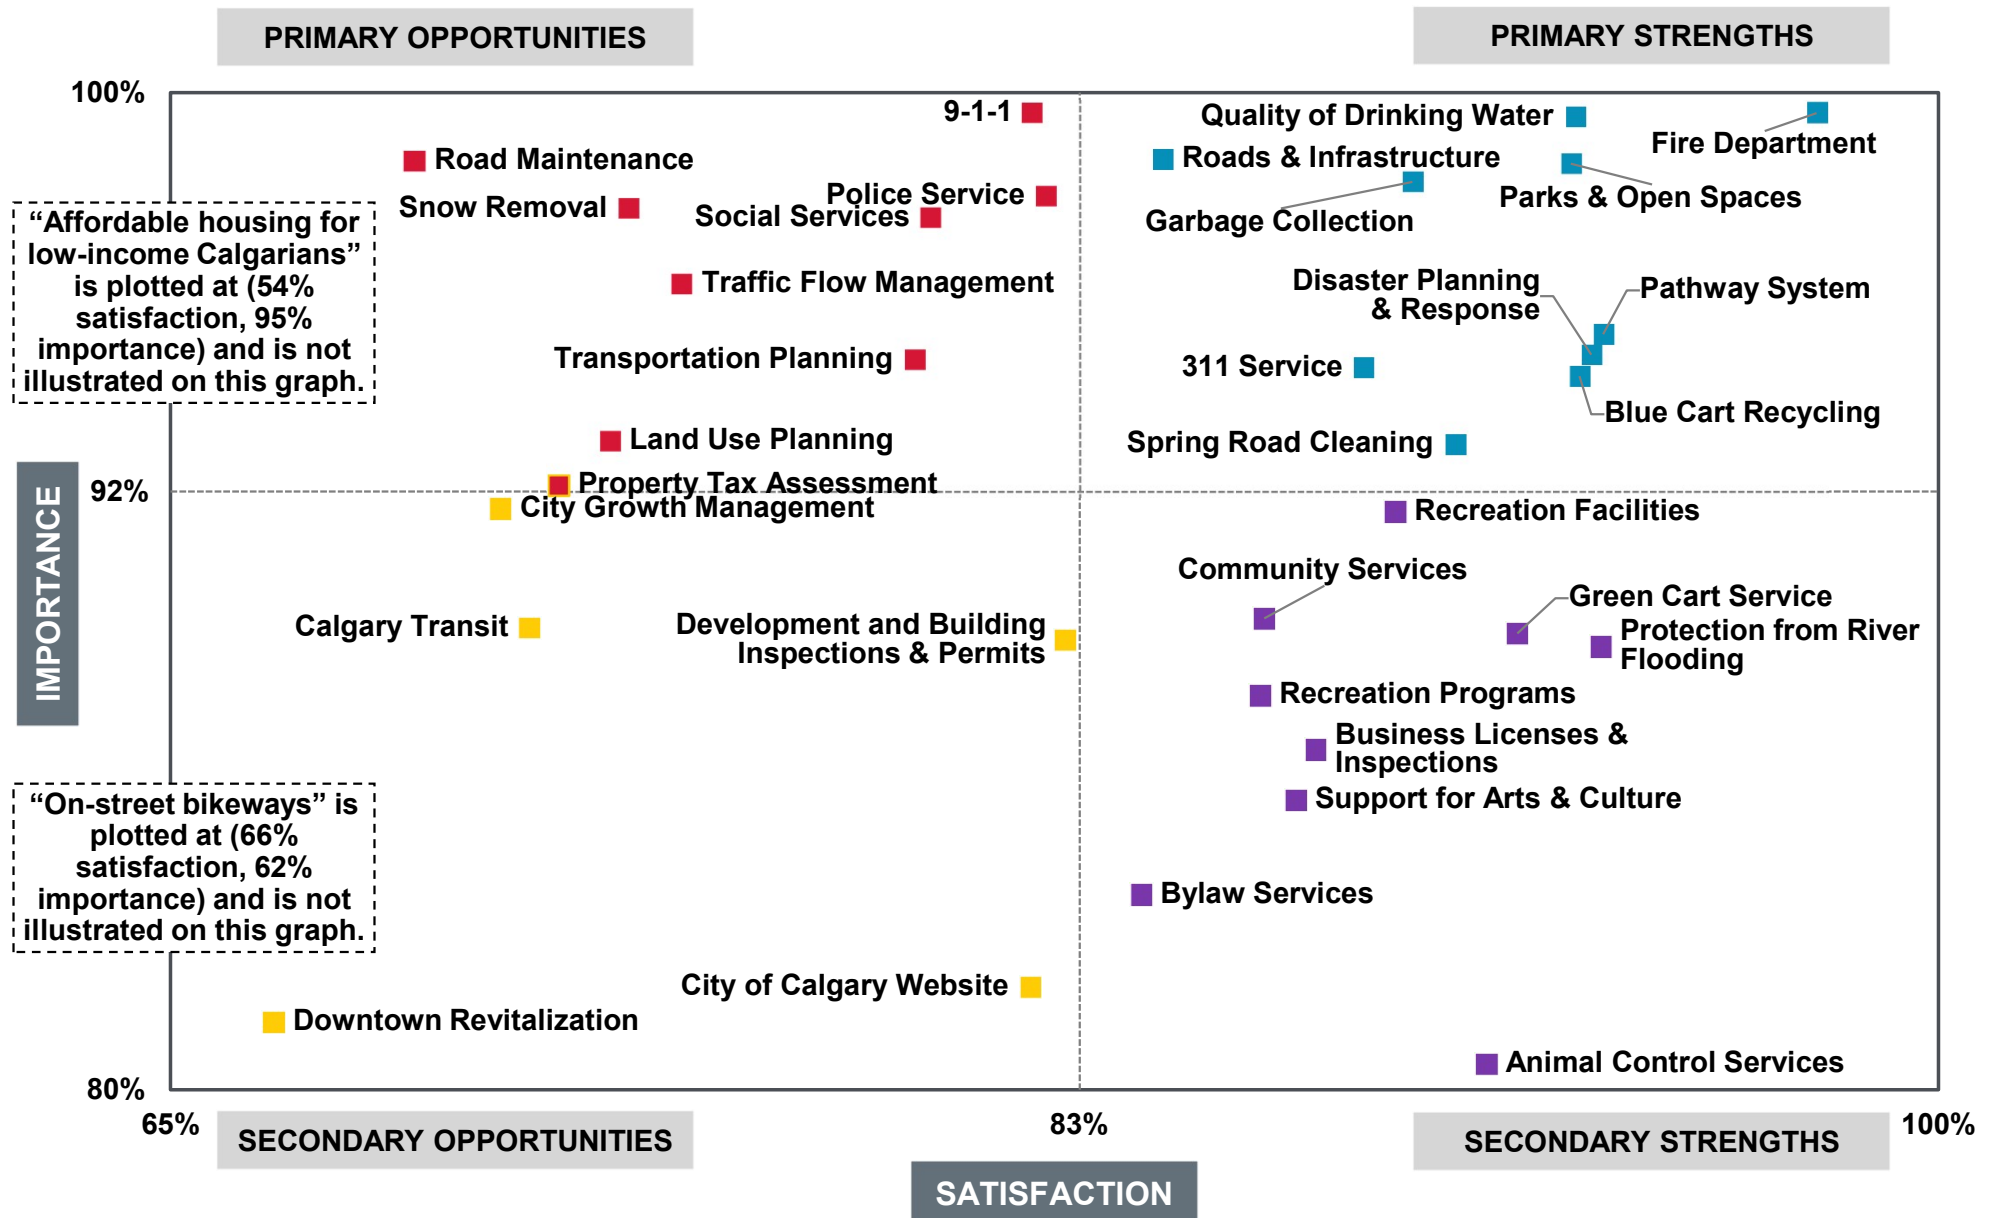 PRIMARY OPPORTUNITIES
PRIMARY STRENGTHS
100%
9-1-1
Quality of Drinking Water
Fire Department
Road Maintenance
Roads & Infrastructure
Parks & Open Spaces
Police Service
Snow Removal
Social Services
Garbage Collection
“Affordable housing for
low-income Calgarians”
is plotted at (54%
satisfaction, 95%
importance) and is not
illustrated on this graph.
Traffic Flow Management
Disaster Planning
& Response
Pathway System
Transportation Planning
311 Service
Blue Cart Recycling
Land Use Planning
Spring Road Cleaning
Property Tax Assessment
92%
City Growth Management
Recreation Facilities
IMPORTANCE
Community Services
Green Cart Service
Calgary Transit
Development and Building
Inspections & Permits
Protection from River
Flooding
Recreation Programs
Business Licenses &
Inspections
Support for Arts & Culture
“On-street bikeways” is
plotted at (66%
satisfaction, 62%
importance) and is not
illustrated on this graph.
Bylaw Services
City of Calgary Website
Downtown Revitalization
Animal Control Services
80%
65%
83%
100%
SECONDARY OPPORTUNITIES
SECONDARY STRENGTHS
SATISFACTION